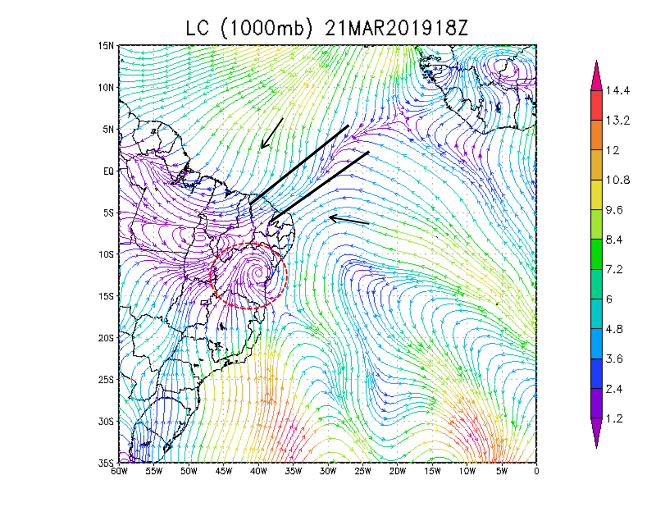 LC (1000mb) 21MAR201918Z
15N
10N
5N
EQ
5S
10S
15S
20S
25S
30S
35S
60W 55W 50W 45W 40W 35W 30W 25W 20W 15W 10W 5W 0
14.4
13.2
12
10.8
9.6
8.4
7.2
6
4.8
3.6
2.4
1.2